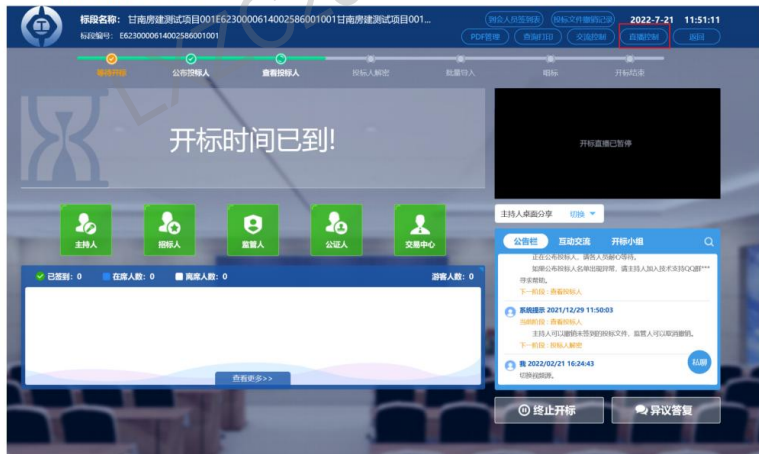 标段名称： 甘南房建测试项目001E6230000614002586001001甘南房建测试项目001...
标段编号： E6230000614002586001001
到会人员签到表
投标文件撤销记录
2022-7-21 11:51:11
PDF管理
查询打印
交流控制
直播控制
返回
等待开标
公布投标人
查看投标人
投标人解密
批量导入
唱标
开标结束
开标时间已到!
开标直播已暂停
主持人
招标人
监管人
公证人
交易中心
主持人桌面分享 切换
公告栏
互动交流
开标小组
正在公布投标人，请各人员耐心等待。
如果公布投标人名单出现异常，请主持人加入技术支持QQ群***
寻求帮助。
下一阶段：查看投标人
系统提示 2021/12/29 11:50:03
当前阶段：查看投标人
主持人可以撤销未签到的投标文件，监管人可以取消撤销。
下一阶段：投标人解密
我 2022/02/21 16:24:43
切换视频源。
私聊
已签到：0
在席人数：0
离席人数：0
游客人数：0
查看更多>>
终止开标
异议答复